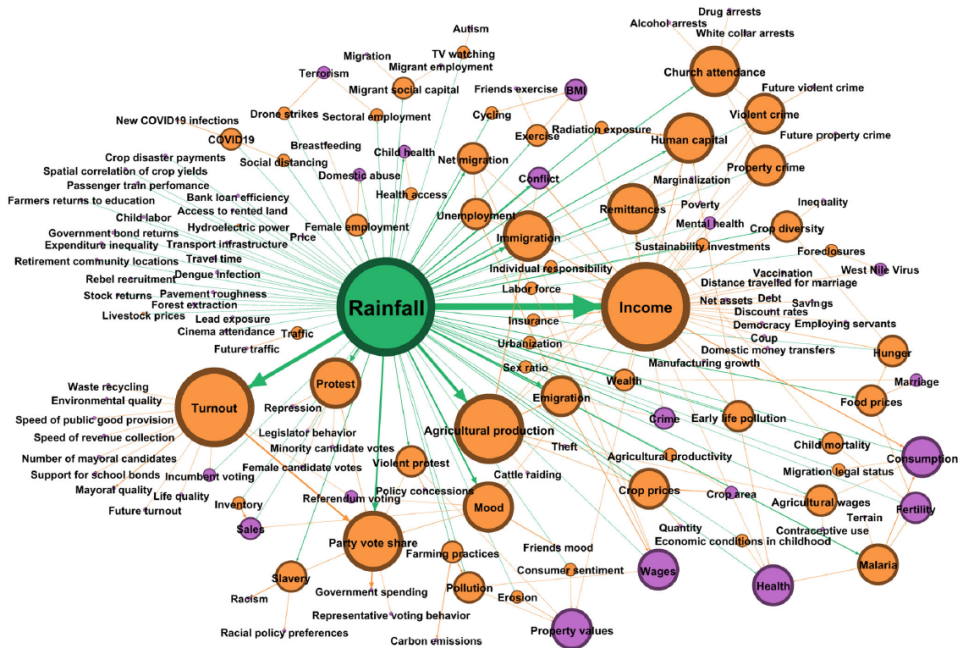 Drug arrests
Autism
Alcohol arrests
White collar arrests
Migration
TV watching
Terrorism
Migrant employment
Church attendance
Migrant social capital
Friends exercise
BMI
Future violent crime
Drone strikes
Sectoral employment
Cycling
Violent crime
New COVID19 infections
Radiation exposure
COVID19
Exercise
Human capital
Future property crime
Breastfeeding
Child health
Crop disaster payments
Social distancing
Net migration
Property crime
Spatial correlation of crop yields
Domestic abuse
Conflict
Marginalization
Passenger train perfomance
Bank loan efficiency
Health access
Poverty
Farmers returns to education
Access to rented land
Remittances
Inequality
Child labor
Hydroelectric power
Female employment
Unemployment
Mental health
Crop diversity
Government bond returns
Price
Immigration
Expenditure inequality
Transport infrastructure
Sustainability investments
Foreclosures
Retirement community locations
Travel time
Individual responsibility
West Nile Virus
Rebel recruitment
Dengue infection
Vaccination
Distance travelled for marriage
Stock returns
Pavement roughness
Labor force
Net assets
Debt
Savings
Forest extraction
Rainfall
Income
Discount rates
Livestock prices
Lead exposure
Insurance
Democracy
Employing servants
Cinema attendance
Traffic
Urbanization
Coup
Future traffic
Domestic money transfers
Hunger
Manufacturing growth
Sex ratio
Waste recycling
Protest
Wealth
Marriage
Environmental quality
Emigration
Food prices
Turnout
Repression
Speed of public good provision
Crime
Early life pollution
Speed of revenue collection
Legislator behavior
Agricultural production
Minority candidate votes
Theft
Child mortality
Number of mayoral candidates
Female candidate votes
Violent protest
Agricultural productivity
Consumption
Support for school bonds
Incumbent voting
Cattle raiding
Migration legal status
Mayoral quality
Life quality
Policy concessions
Crop prices
Crop area
Agricultural wages
Future turnout
Inventory
Referendum voting
Mood
Fertility
Sales
Quantity
Terrain
Contraceptive use
Party vote share
Economic conditions in childhood
Farming practices
Friends mood
Malaria
Slavery
Consumer sentiment
Wages
Health
Racism
Government spending
Pollution
Erosion
Representative voting behavior
Racial policy preferences
Property values
Carbon emissions